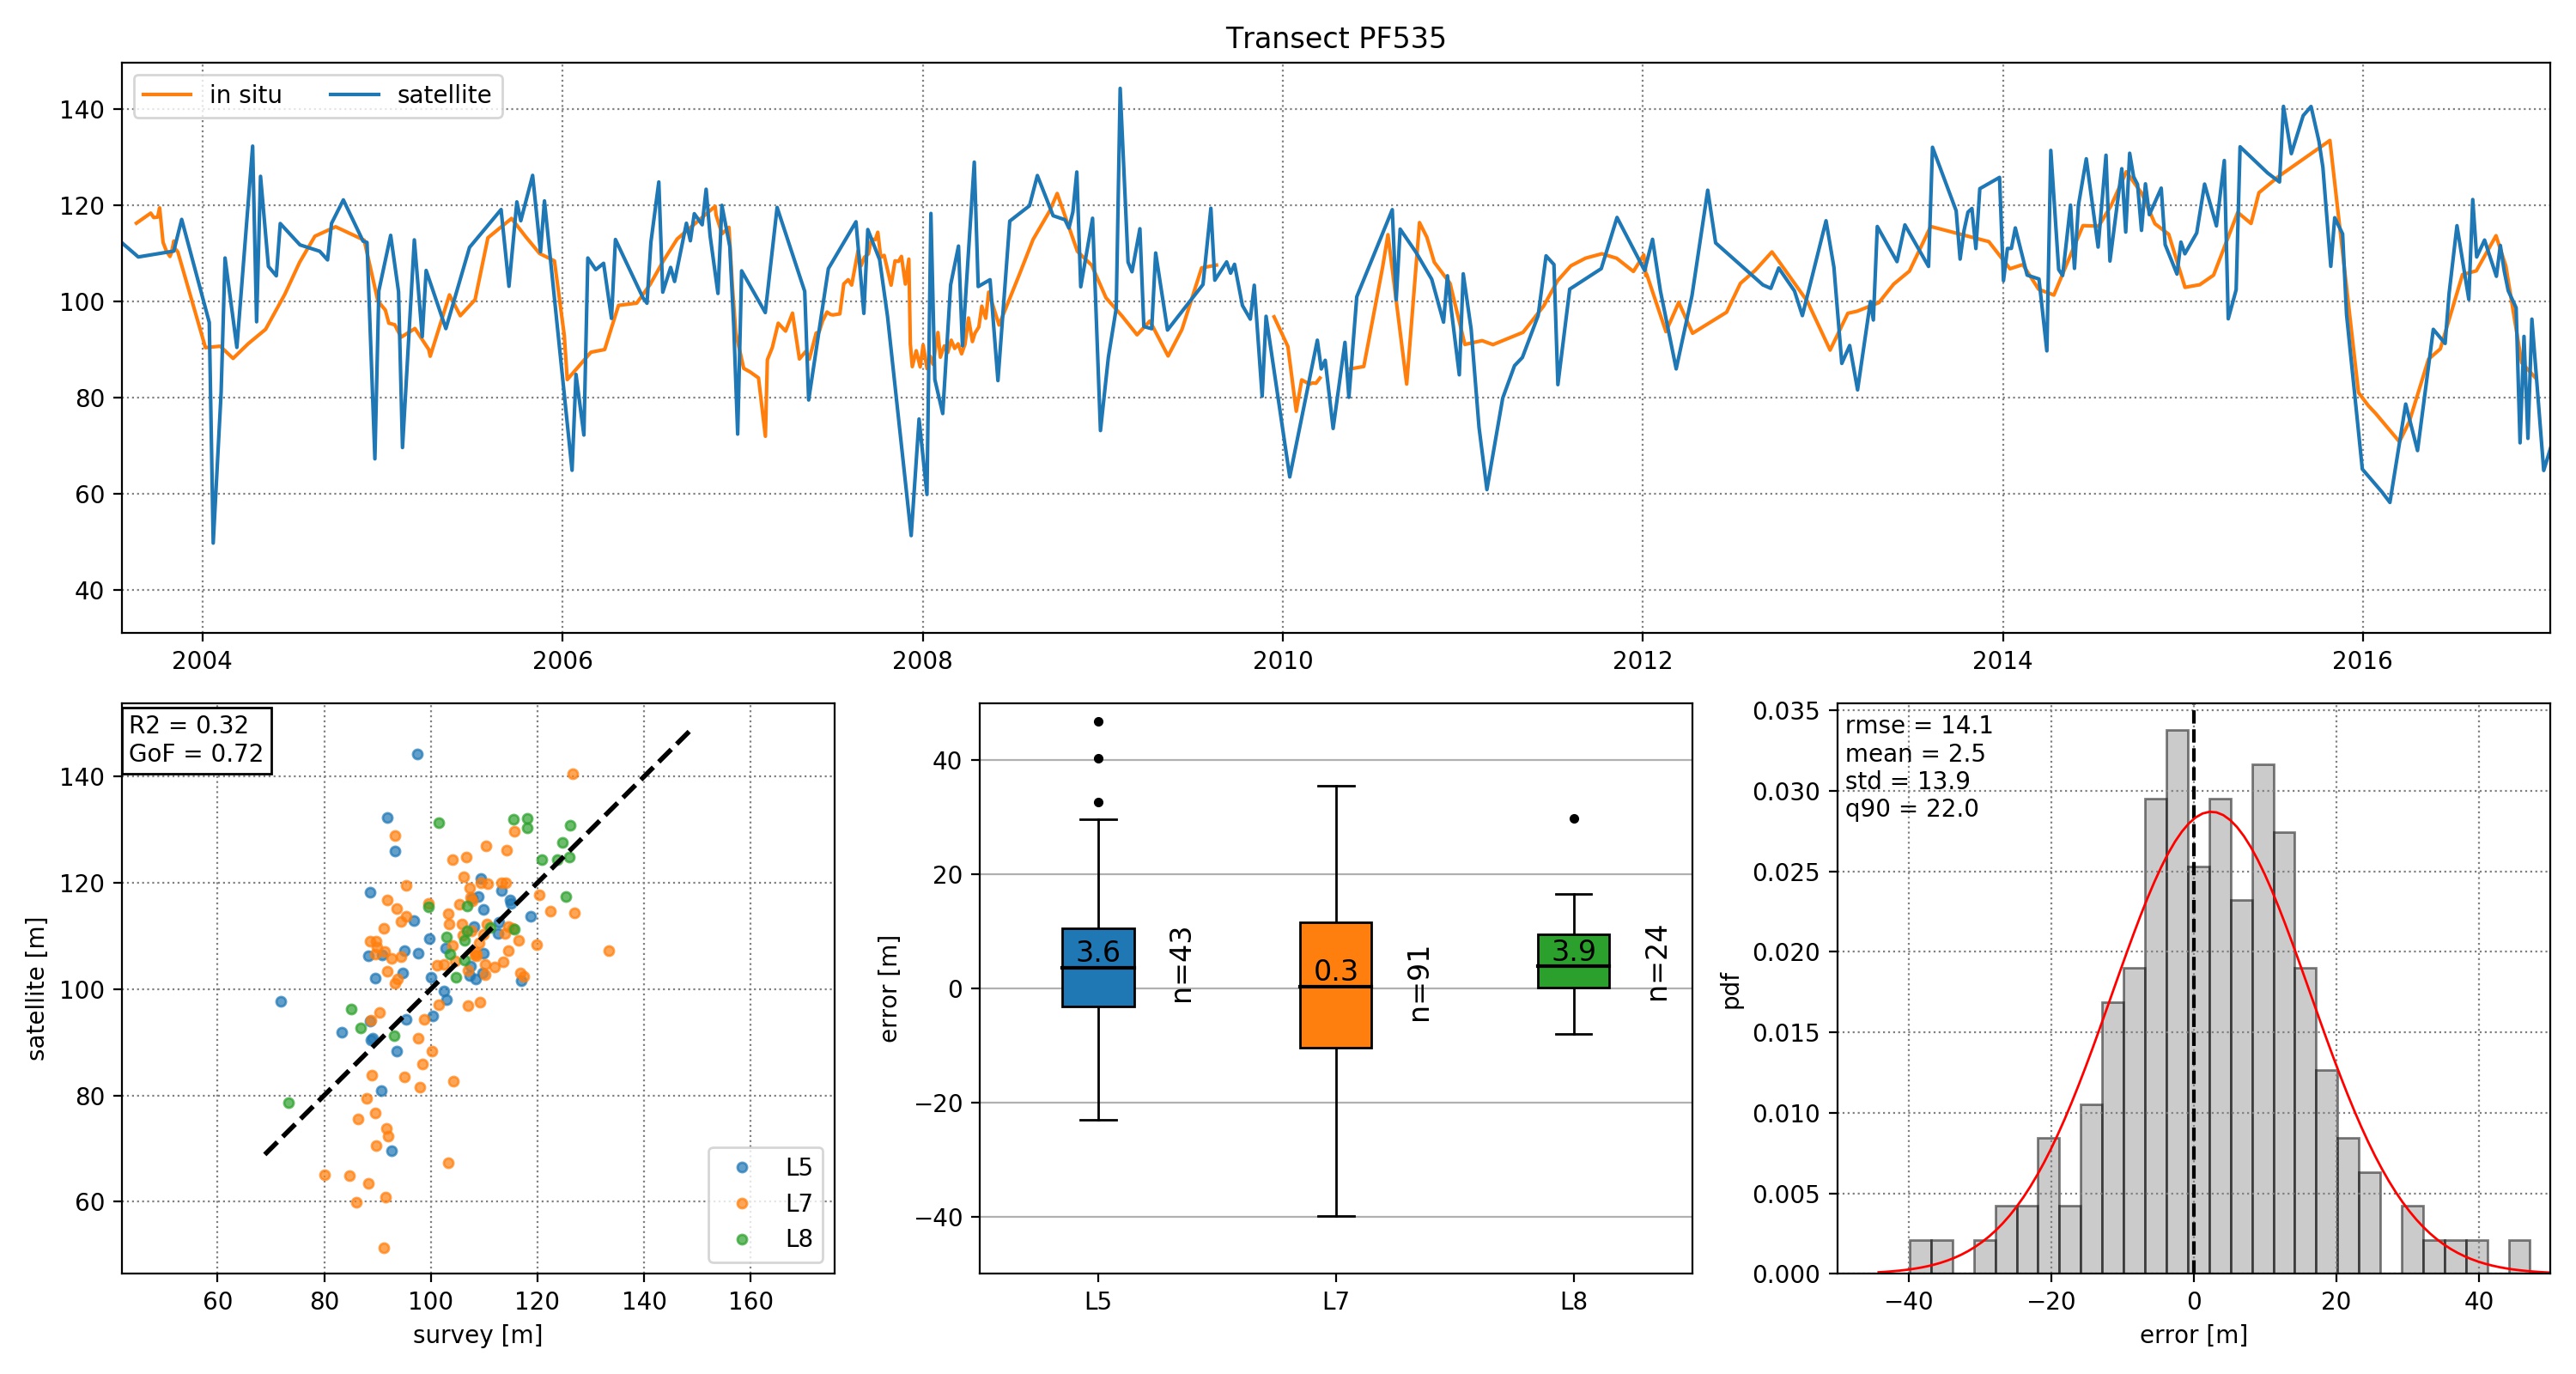 Transect PF535
in situ satellite
140
120
100
80
60
40
2004 2006 2008 2010 2012 2014 2016
R2 = 0.32
GoF = 0.72
satellite [m]
140
120
100
80
60
L5
L7
L8
60 80 100 120 140 160
survey [m]
error [m]
40
20
0
−20
−40
3.6
n=43
0.3
n=91
3.9
n=24
L5 L7 L8
pdf
0.035
0.030
0.025
0.020
0.015
0.010
0.005
0.000
rmse = 14.1
mean = 2.5
std = 13.9
q90 = 22.0
−40 −20 0 20 40
error [m]